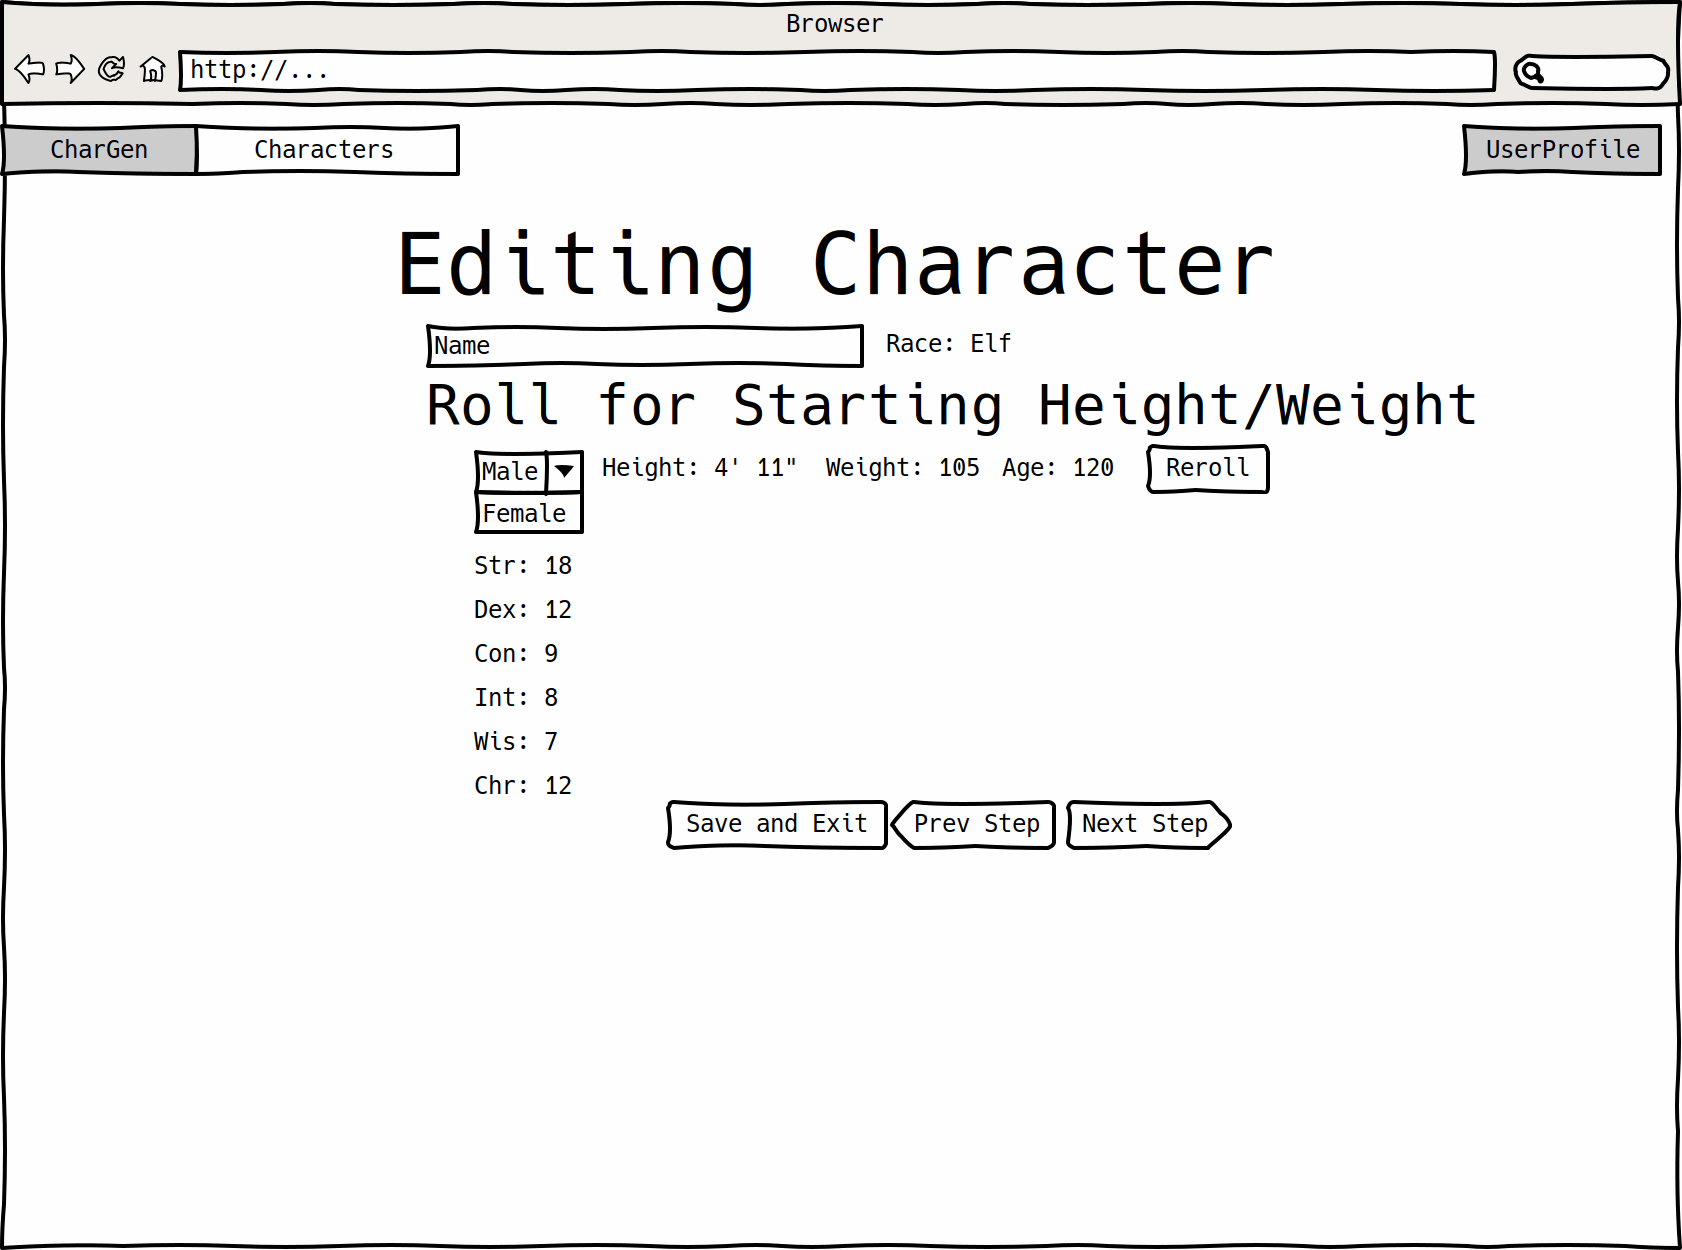 Browser
http://...
CharGen Characters UserProfile
Editing Character
Name Race: Elf
Roll for Starting Height/Weight
Male Height: 4' 11" Weight: 105 Age: 120 Reroll
Female
Str: 18
Dex: 12
Con: 9
Int: 8
Wis: 7
Chr: 12
Save and Exit Prev Step Next Step